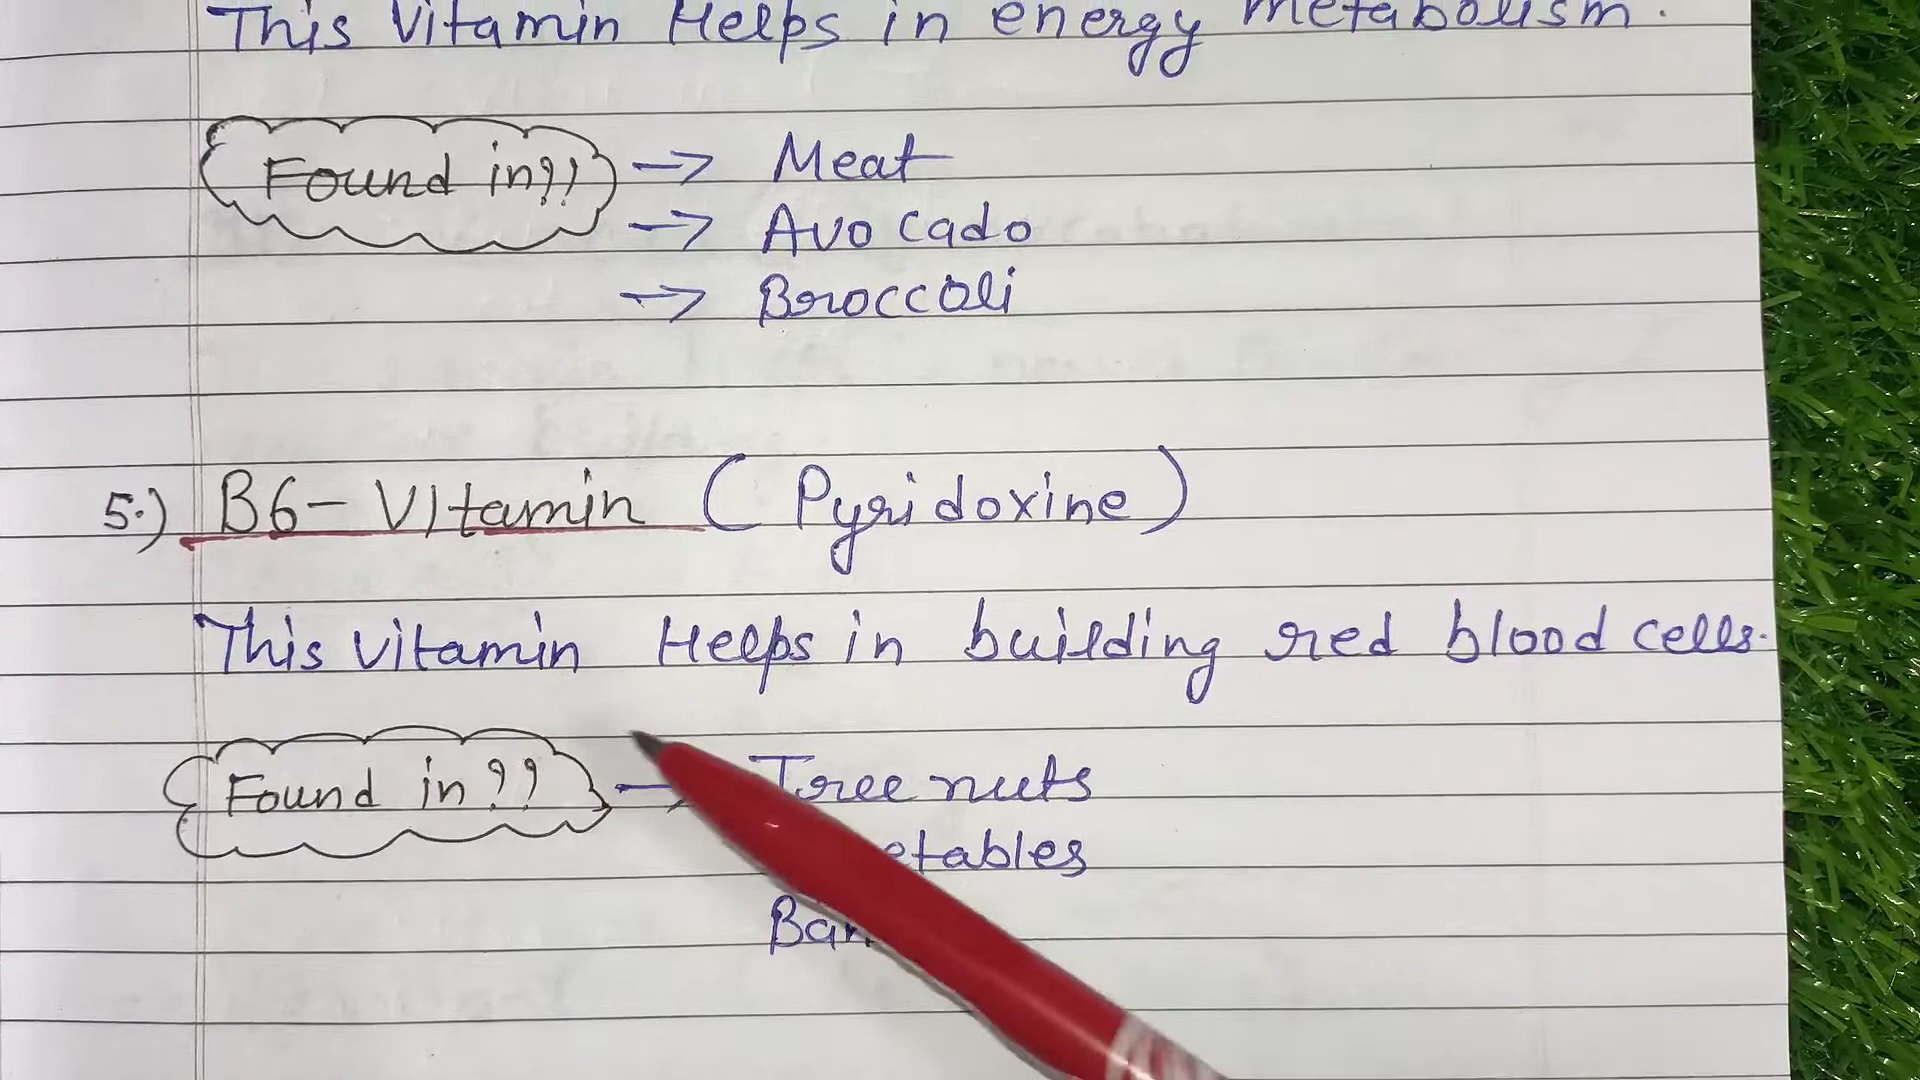 This Vitamin Helps in energy metabolism.
Found in?? → Meat
→ Avocado
→ Broccoli
5.) B6-Vitamin (Pyridoxine)
This vitamin Helps in building red blood cells.
Found in?? → Tree nuts